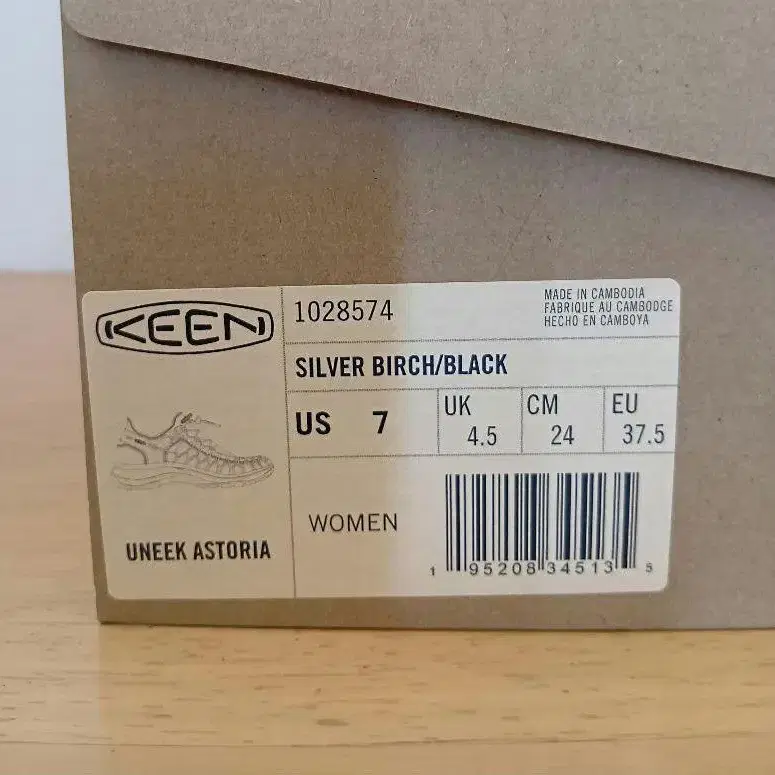 KEEN
1028574
MADE IN CAMBODIA
FABRIQUE AU CAMBODGE
HECHO EN CAMBOYA
SILVER BIRCH/BLACK
US 7
UK 4.5
CM 24
EU 37.5
UNEEK ASTORIA
WOMEN
1 95208 34513 5